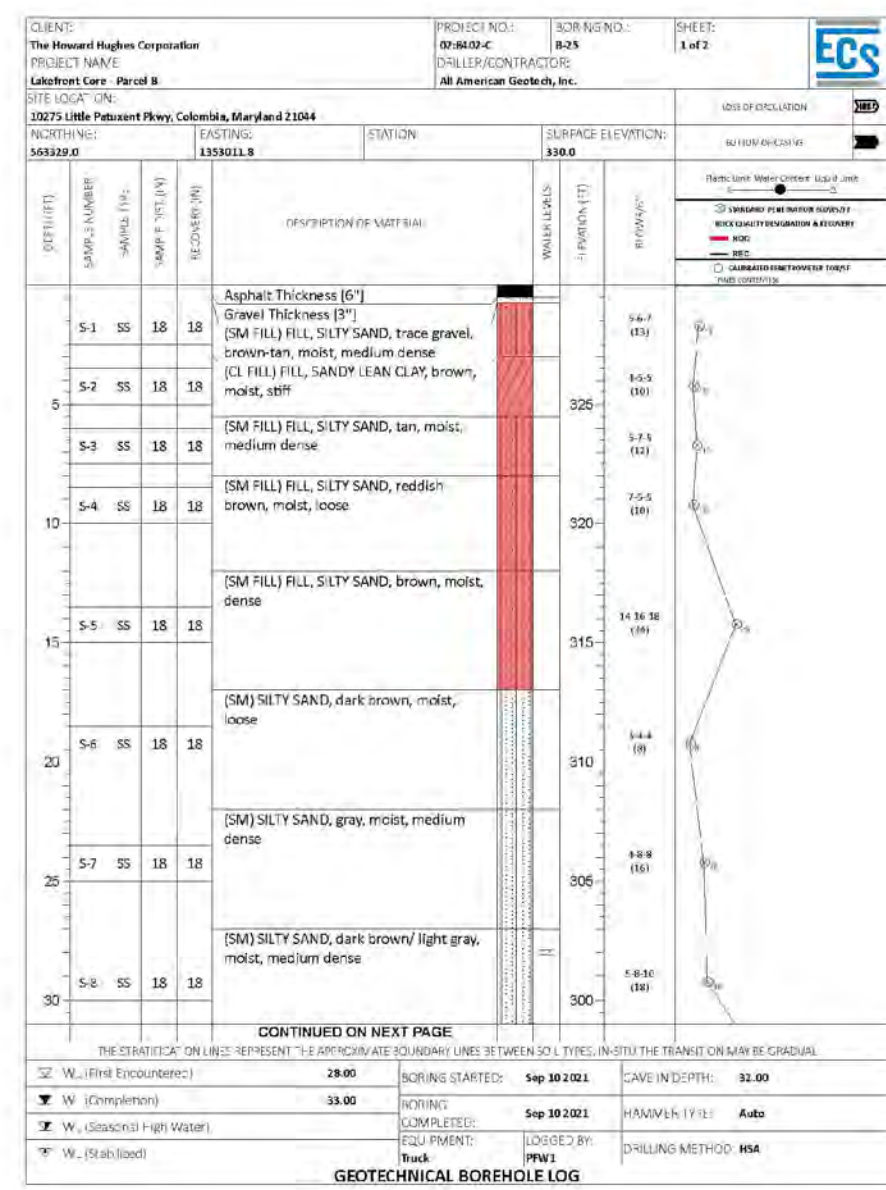 CLIENT: PROJECT NO.: BORING NO.: SHEET:
The Howard Hughes Corporation 02:8402-C B-25 1 of 2
ECS
PROJECT NAME: DRILLER/CONTRACTOR:
Lakefront Core - Parcel B All American Geotech, Inc.
SITE LOCATION:
10275 Little Patuxent Pkwy, Colombia, Maryland 21044
LOSS OF CIRCULATION
NORTHING: EASTING: STATION: SURFACE ELEVATION:
563329.0 1353011.8 330.0
BOTTOM OF CASING
DEPTH (FT)
SAMPLE NUMBER
SAMPLE TYPE
SAMPLE DIST. (IN)
RECOVERY (IN)
DESCRIPTION OF MATERIAL
WATER LEVELS
ELEVATION (FT)
BLOWS/6"
Plastic Limit Water Content Liquid Limit
STANDARD PENETRATION BLOWS/FT
ROCK QUALITY DESIGNATION & RECOVERY
RQD
REC
CALIBRATED PENETROMETER TON/SF
Asphalt Thickness [6"]
Gravel Thickness [3"]
(SM FILL) FILL, SILTY SAND, trace gravel,
brown-tan, moist, medium dense
S-1 SS 18 18 5-6-7
(13)
(CL FILL) FILL, SANDY LEAN CLAY, brown,
moist, stiff
S-2 SS 18 18 (10)
5 325
(SM FILL) FILL, SILTY SAND, tan, moist,
medium dense
S-3 SS 18 18 (12)
(SM FILL) FILL, SILTY SAND, reddish
brown, moist, loose
S-4 SS 18 18 7-5-5
(10)
10 320
(SM FILL) FILL, SILTY SAND, brown, moist,
dense
S-5 SS 18 18 14-16-18
15 315
(SM) SILTY SAND, dark brown, moist,
loose
S-6 SS 18 18 (8)
20 310
(SM) SILTY SAND, gray, moist, medium
dense
S-7 SS 18 18 (16)
25 305
(SM) SILTY SAND, dark brown/ light gray,
moist, medium dense
S-8 SS 18 18 5-8-10
(18)
30 300
CONTINUED ON NEXT PAGE
THE STRATIFICATION LINES REPRESENT THE APPROXIMATE BOUNDARY LINES BETWEEN SOIL TYPES. IN-SITU THE TRANSITION MAY BE GRADUAL
WL (First Encountered) 28.00 BORING STARTED: Sep 10 2021 CAVE IN DEPTH: 32.00
WL (Completion) 33.00 BORING COMPLETED: Sep 10 2021 HAMMER TYPE: Auto
WL (Seasonal High Water)
WL (Stabilized) EQUIPMENT: Truck LOGGED BY: PFW1 DRILLING METHOD: HSA
GEOTECHNICAL BOREHOLE LOG